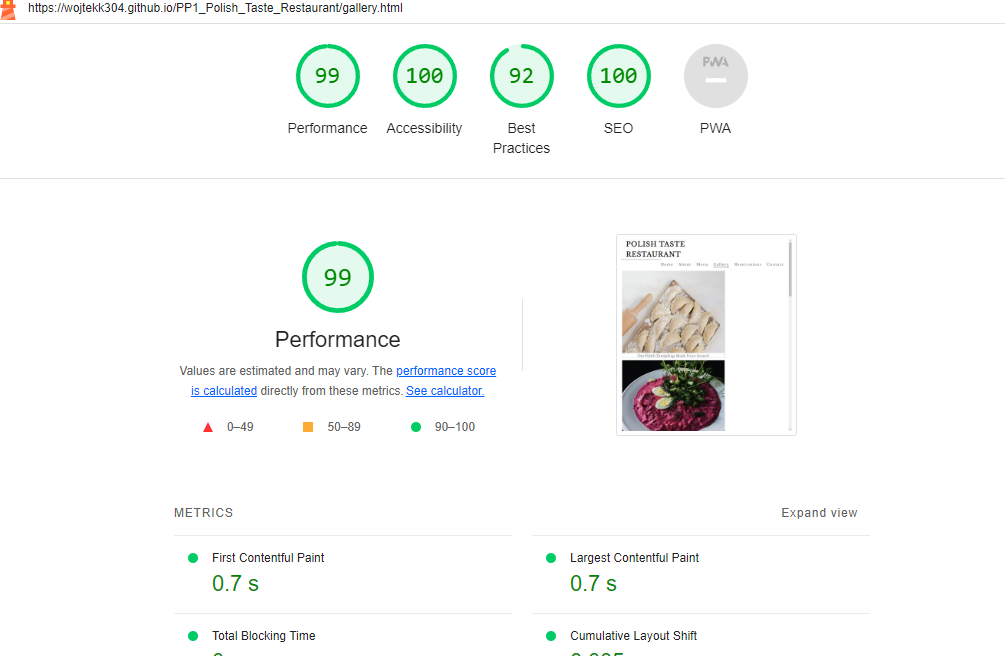 https://wojtekk304.github.io/PP1_Polish_Taste_Restaurant/gallery.html
99
100
92
100
PWA
Performance
Accessibility
Best
Practices
SEO
PWA
99
Performance
Values are estimated and may vary. The performance score
is calculated directly from these metrics. See calculator.
0–49
50–89
90–100
POLISH TASTE
RESTAURANT
Home About Menu Gallery Reservations Contact
METRICS
Expand view
First Contentful Paint
0.7 s
Largest Contentful Paint
0.7 s
Total Blocking Time
Cumulative Layout Shift